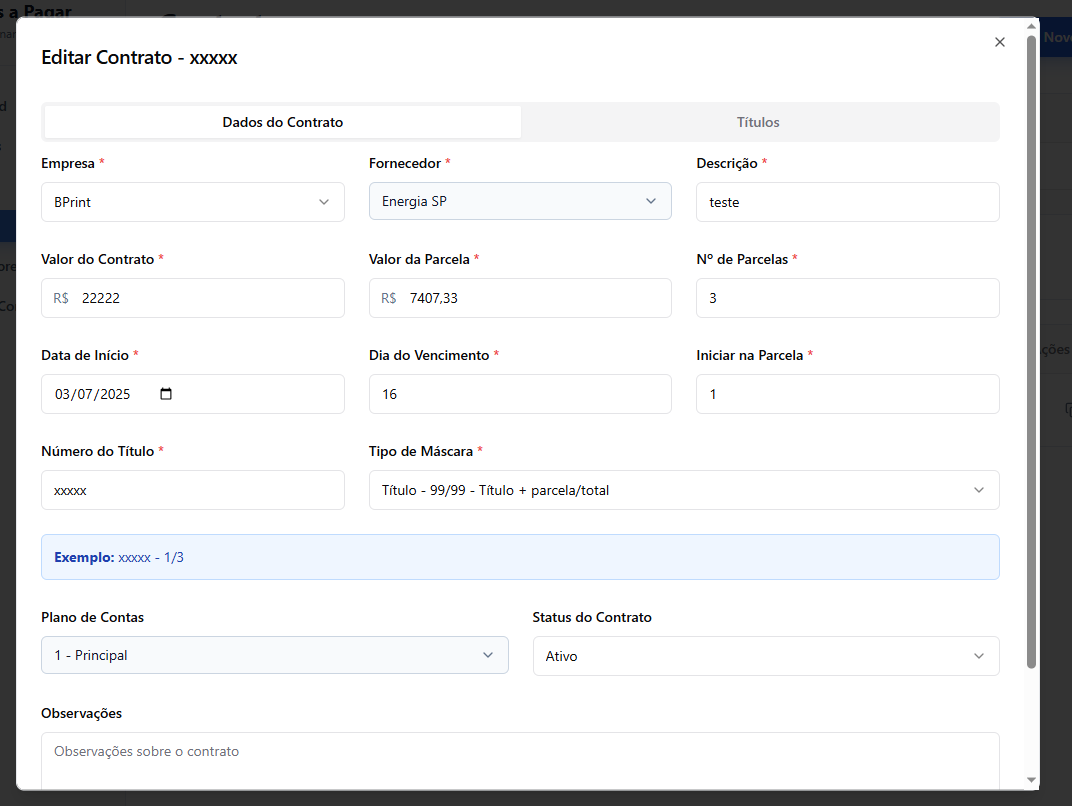 s a Pagar
Editar Contrato - xxxxx
Nov
Dados do Contrato
Títulos
Empresa *
Fornecedor *
Descrição *
BPrint
Energia SP
teste
Valor do Contrato *
Valor da Parcela *
Nº de Parcelas *
R$ 22222
R$ 7407,33
3
Data de Início *
Dia do Vencimento *
Iniciar na Parcela *
03/07/2025
16
1
ções
Número do Título *
Tipo de Máscara *
xxxxx
Título - 99/99 - Título + parcela/total
Exemplo: xxxxx - 1/3
Plano de Contas
Status do Contrato
1 - Principal
Ativo
Observações
Observações sobre o contrato